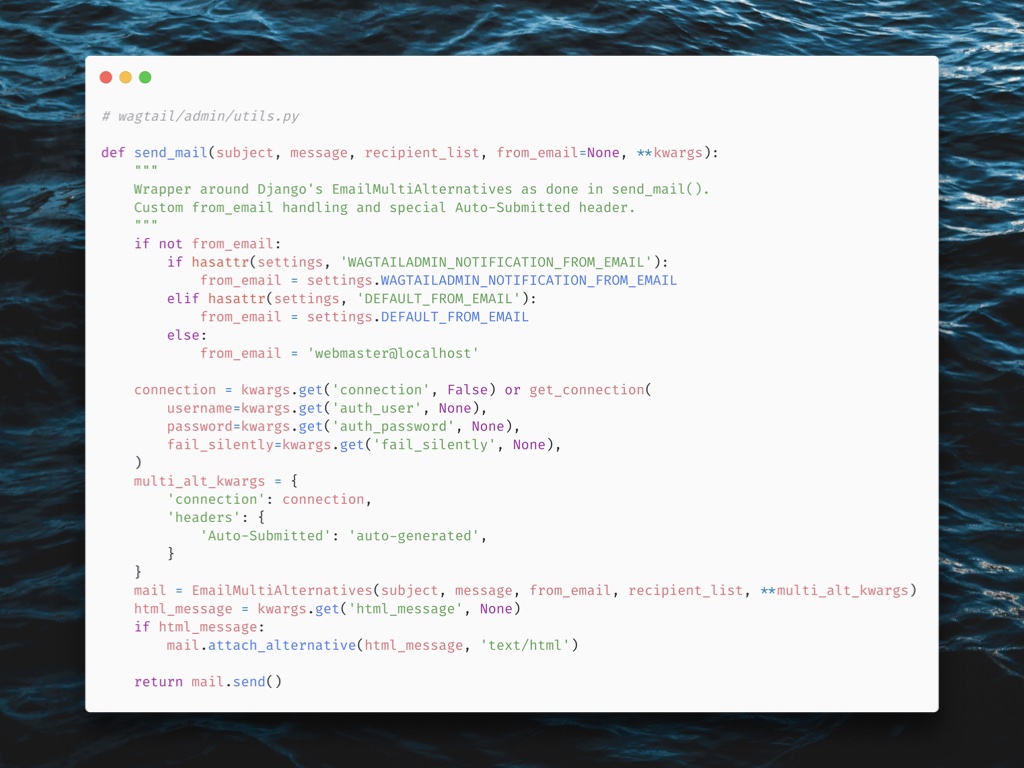 # wagtail/admin/utils.py
def send_mail(subject, message, recipient_list, from_email=None, **kwargs):
    """
    Wrapper around Django's EmailMultiAlternatives as done in send_mail().
    Custom from_email handling and special Auto-Submitted header.
    """
    if not from_email:
        if hasattr(settings, 'WAGTAILADMIN_NOTIFICATION_FROM_EMAIL'):
            from_email = settings.WAGTAILADMIN_NOTIFICATION_FROM_EMAIL
        elif hasattr(settings, 'DEFAULT_FROM_EMAIL'):
            from_email = settings.DEFAULT_FROM_EMAIL
        else:
            from_email = 'webmaster@localhost'
    connection = kwargs.get('connection', False) or get_connection(
        username=kwargs.get('auth_user', None),
        password=kwargs.get('auth_password', None),
        fail_silently=kwargs.get('fail_silently', None),
    )
    multi_alt_kwargs = {
        'connection': connection,
        'headers': {
            'Auto-Submitted': 'auto-generated',
        }
    }
    mail = EmailMultiAlternatives(subject, message, from_email, recipient_list, **multi_alt_kwargs)
    html_message = kwargs.get('html_message', None)
    if html_message:
        mail.attach_alternative(html_message, 'text/html')
    return mail.send()